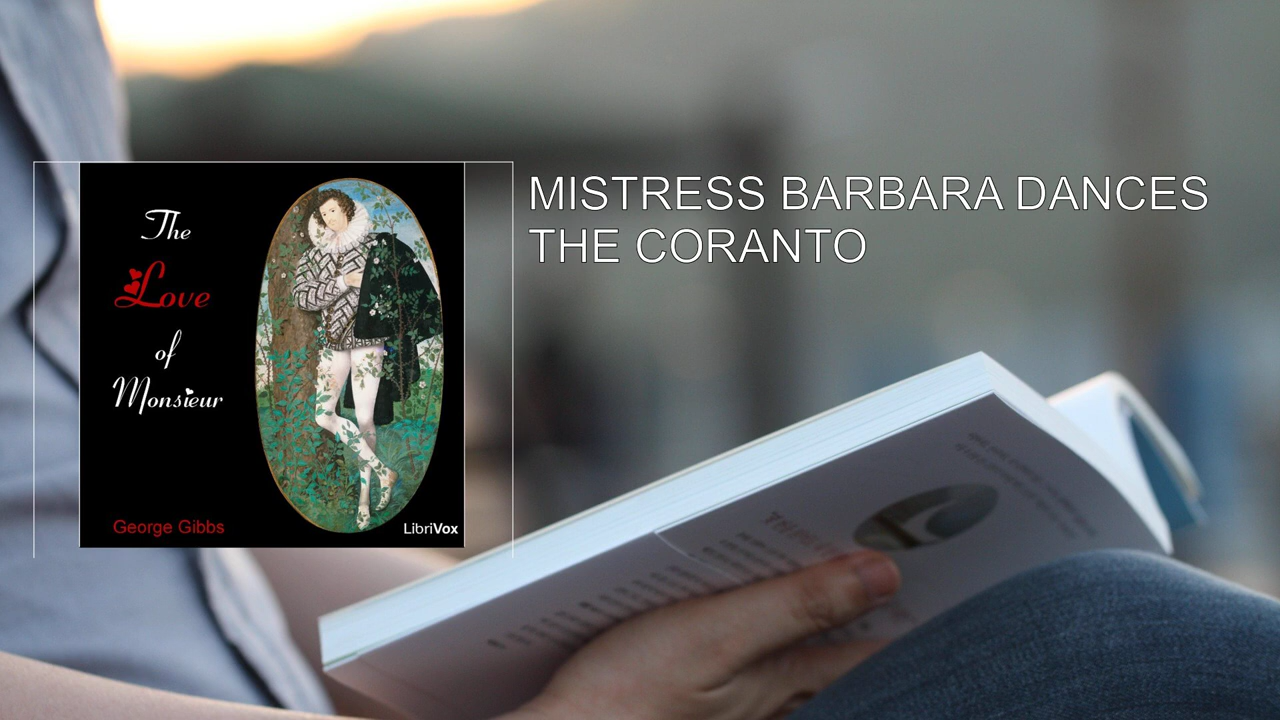 The
Love
of
Monsieur
George Gibbs
LibriVox
MISTRESS BARBARA DANCES
THE CORANTO